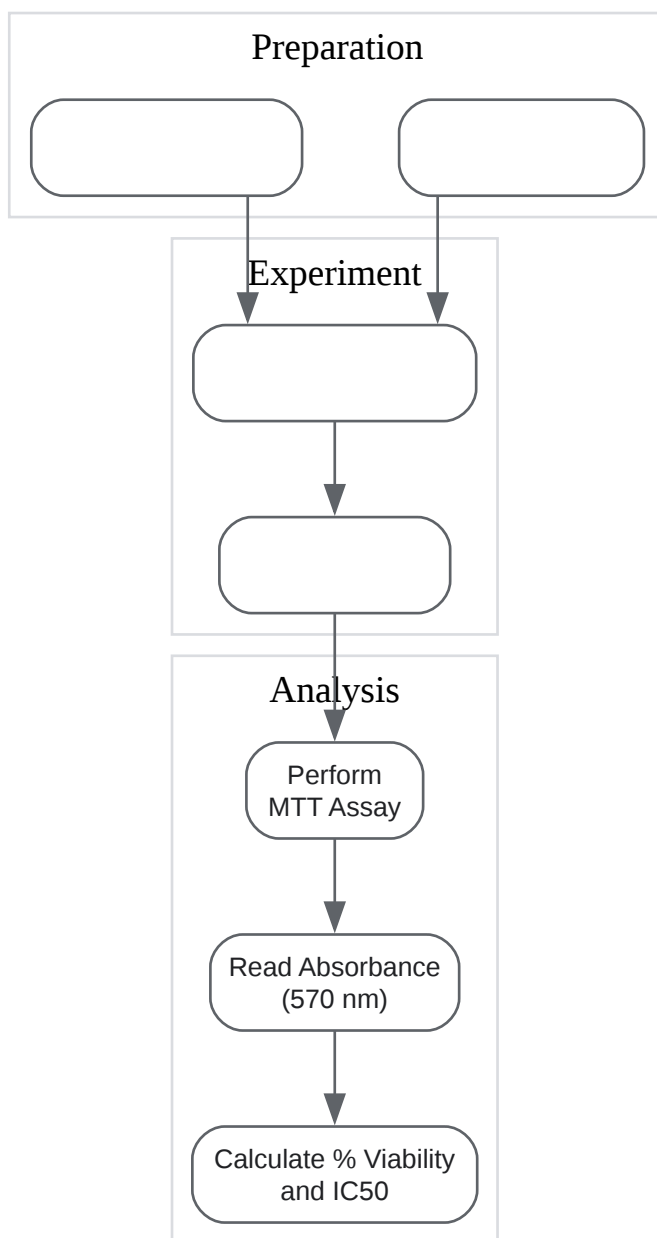 Preparation
Experiment
Analysis
Perform
MTT Assay
Read Absorbance
(570 nm)
Calculate % Viability
and IC50